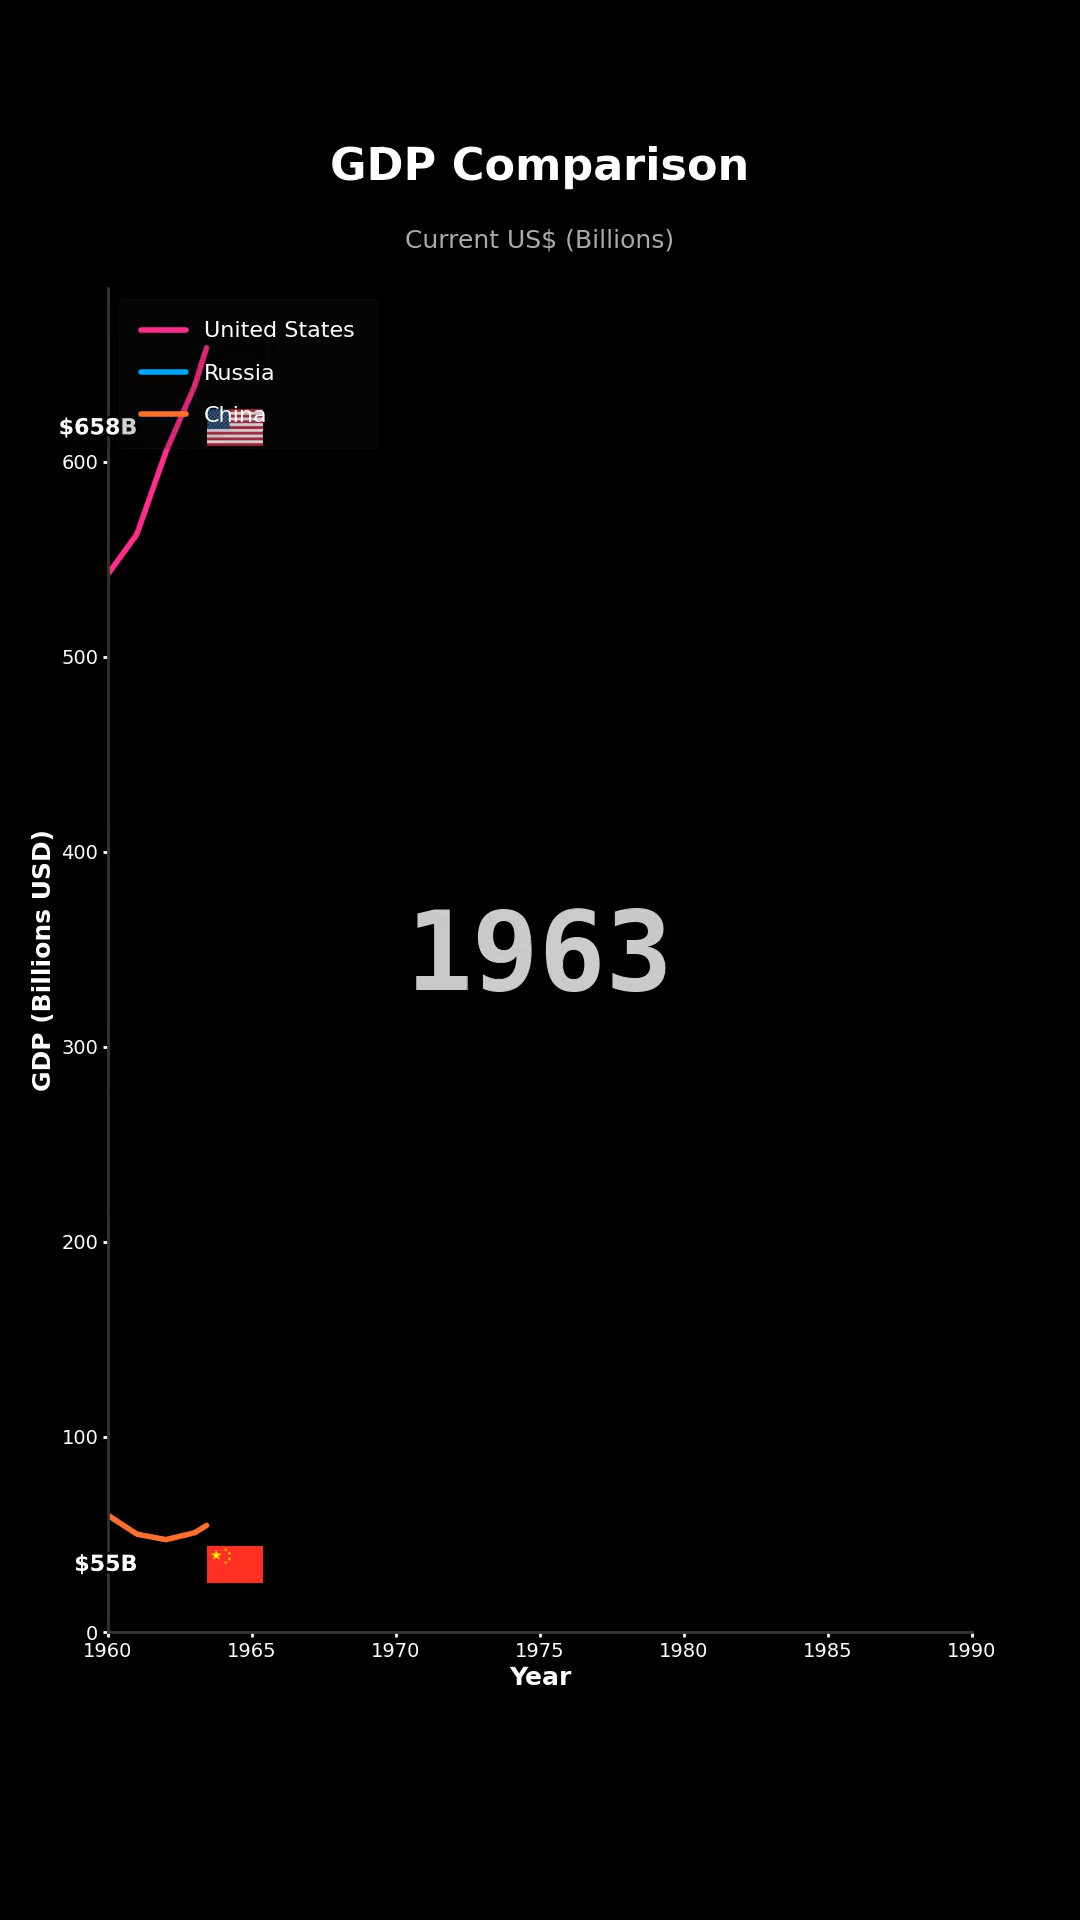 GDP Comparison
Current US$ (Billions)
United States
Russia
China
$658B
600
500
400
300
200
100
0
GDP (Billions USD)
1963
$55B
1960 1965 1970 1975 1980 1985 1990
Year